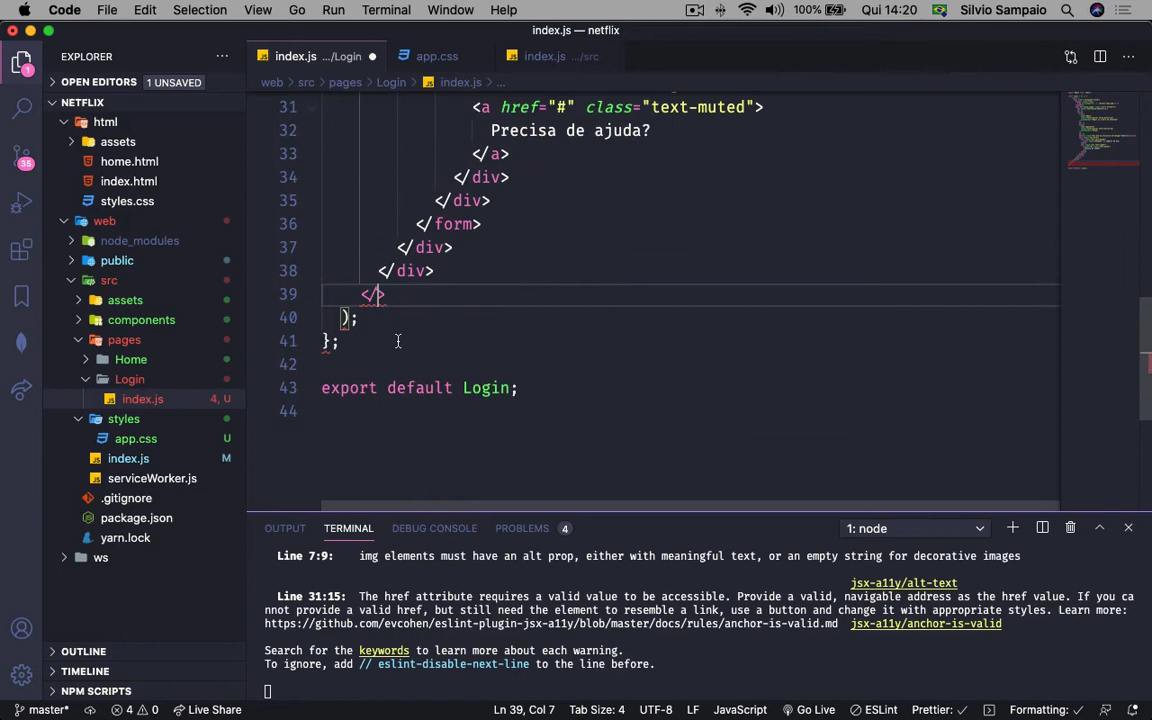 Code File Edit Selection View Go Run Terminal Window Help 100% Qui 14:20 Silvio Sampaio
index.js — netflix
EXPLORER
index.js .../Login
app.css
index.js .../src
OPEN EDITORS 1 UNSAVED
web src pages Login index.js ...
NETFLIX
html
assets
home.html
index.html
styles.css
web
node_modules
public
src
assets
components
pages
Home
Login
index.js 4, U
styles
app.css U
index.js M
serviceWorker.js
.gitignore
package.json
yarn.lock
ws
OUTLINE
TIMELINE
NPM SCRIPTS
1
35
31 <a href="#" class="text-muted">
32 Precisa de ajuda?
33 </a>
34 </div>
35 </div>
36 </form>
37 </div>
38 </div>
39 </>
40 );
41 };
42
43 export default Login;
44
OUTPUT TERMINAL DEBUG CONSOLE PROBLEMS 4 1: node
Line 7:9: img elements must have an alt prop, either with meaningful text, or an empty string for decorative images
jsx-a11y/alt-text
Line 31:15: The href attribute requires a valid value to be accessible. Provide a valid, navigable address as the href value. If you ca
nnot provide a valid href, but still need the element to resemble a link, use a button and change it with appropriate styles. Learn more:
https://github.com/evcohen/eslint-plugin-jsx-a11y/blob/master/docs/rules/anchor-is-valid.md jsx-a11y/anchor-is-valid
Search for the keywords to learn more about each warning.
To ignore, add // eslint-disable-next-line to the line before.
master* 4 0 Live Share Ln 39, Col 7 Tab Size: 4 UTF-8 LF JavaScript Go Live ESLint Prettier: ✓ Formatting: ✓